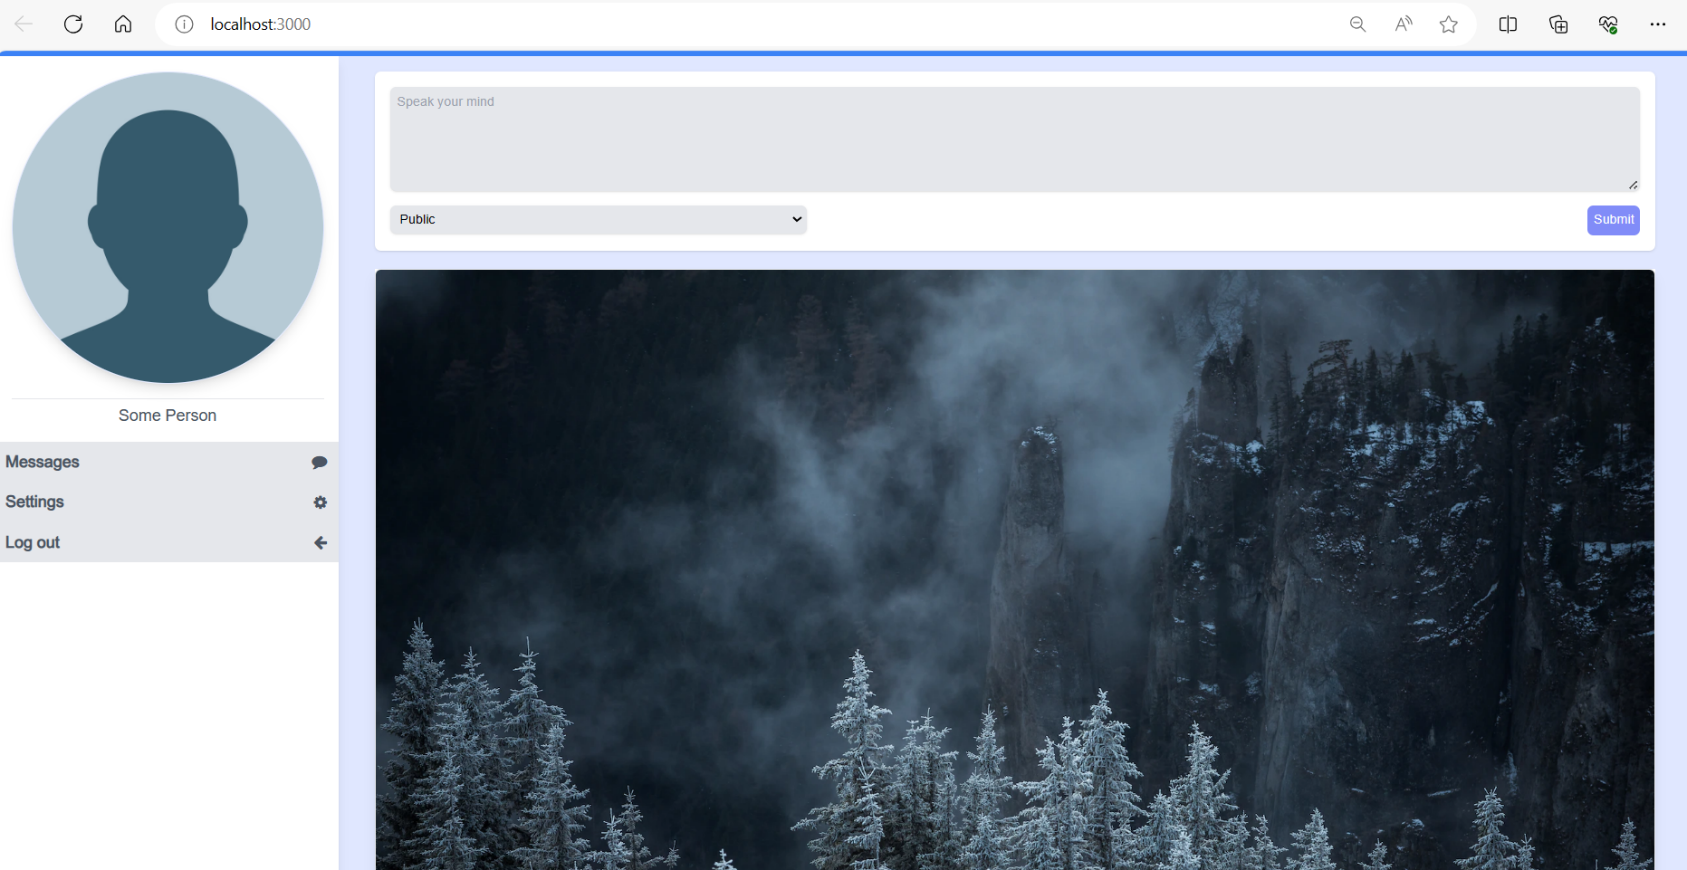 localhost:3000
Speak your mind
Public
Submit
Some Person
Messages
Settings
Log out